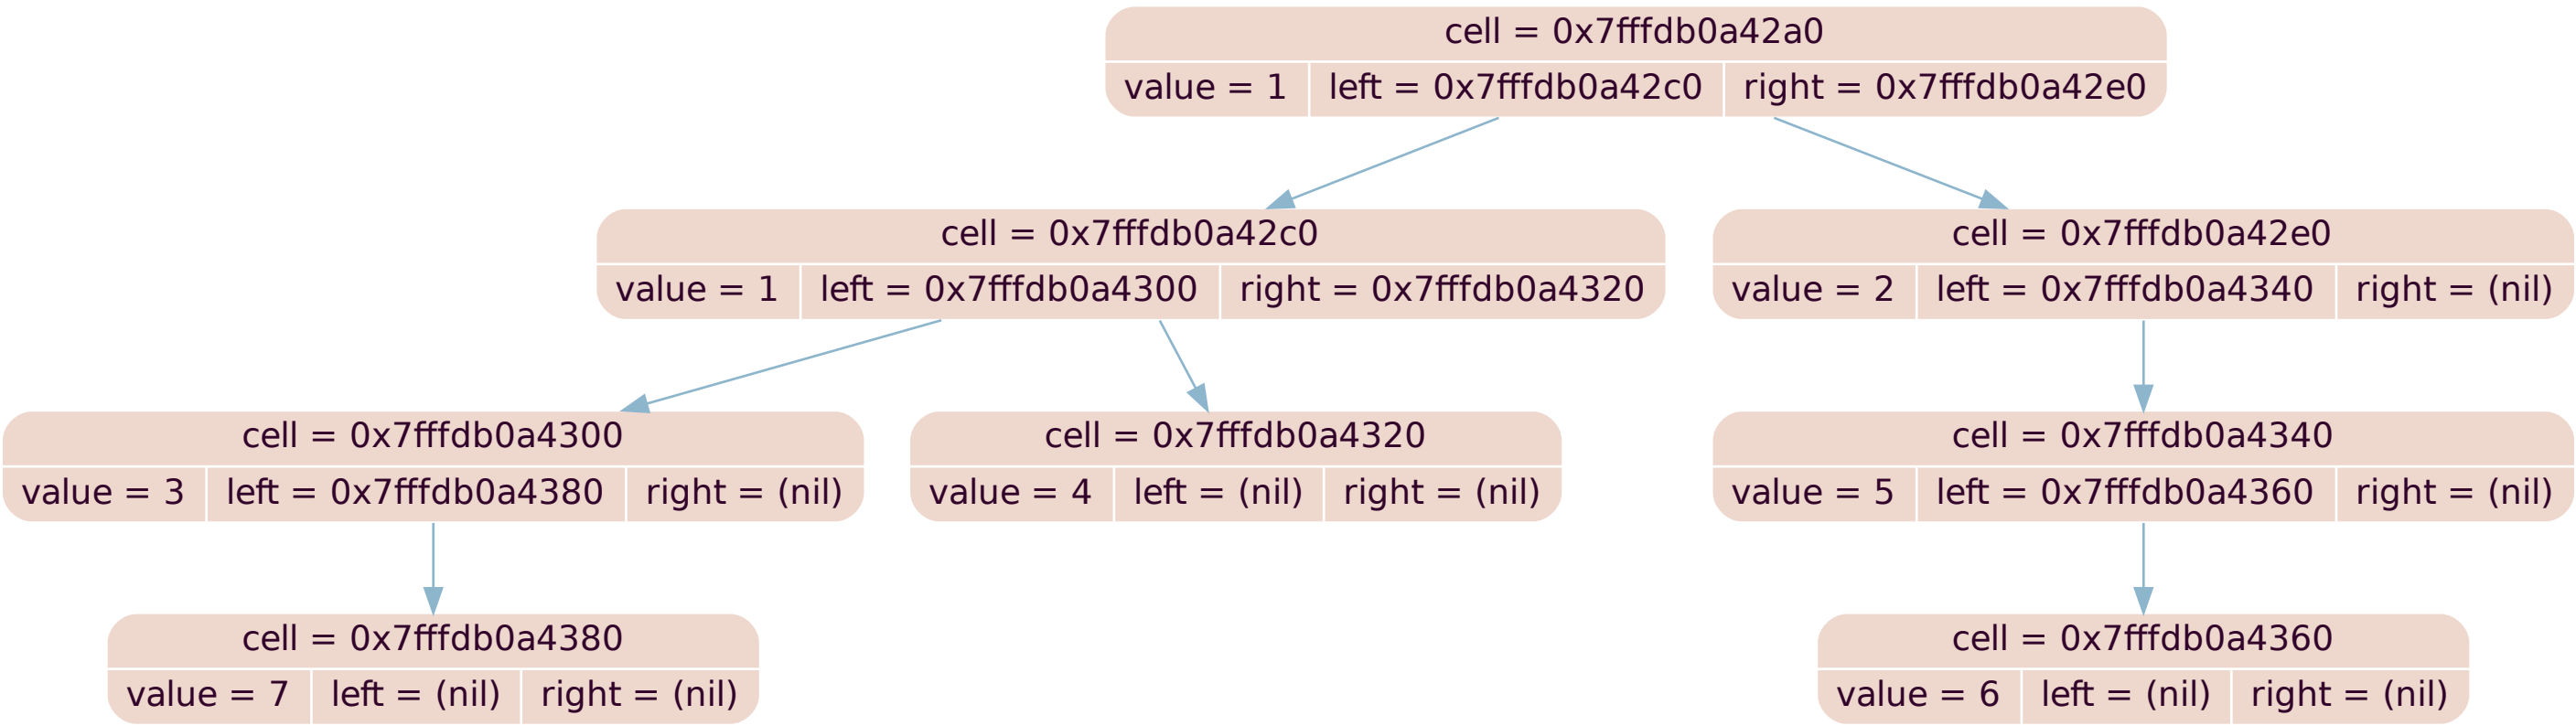 cell = 0x7fffdb0a42a0
value = 1 left = 0x7fffdb0a42c0 right = 0x7fffdb0a42e0
cell = 0x7fffdb0a42c0
value = 1 left = 0x7fffdb0a4300 right = 0x7fffdb0a4320
cell = 0x7fffdb0a42e0
value = 2 left = 0x7fffdb0a4340 right = (nil)
cell = 0x7fffdb0a4300
value = 3 left = 0x7fffdb0a4380 right = (nil)
cell = 0x7fffdb0a4320
value = 4 left = (nil) right = (nil)
cell = 0x7fffdb0a4340
value = 5 left = 0x7fffdb0a4360 right = (nil)
cell = 0x7fffdb0a4380
value = 7 left = (nil) right = (nil)
cell = 0x7fffdb0a4360
value = 6 left = (nil) right = (nil)